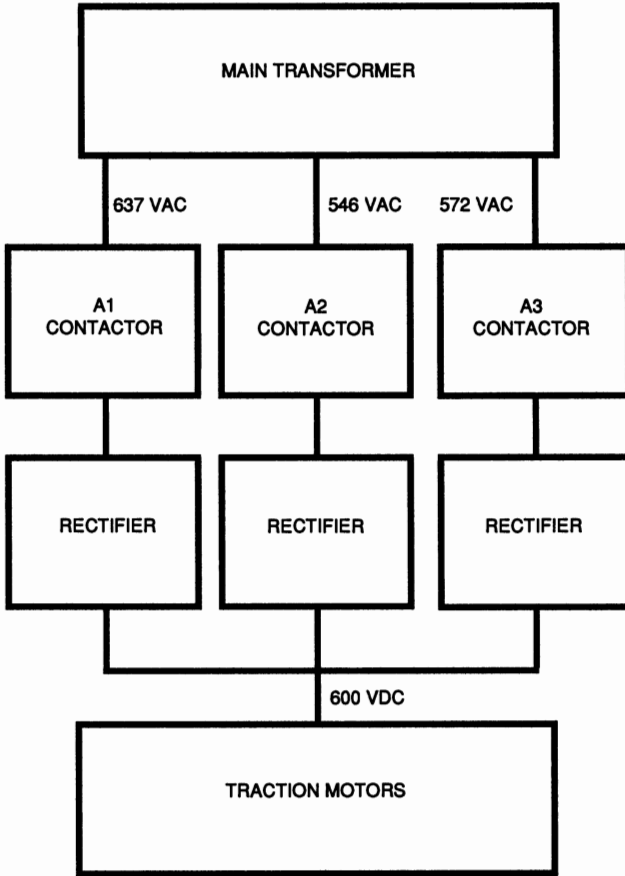 MAIN TRANSFORMER
637 VAC
546 VAC
572 VAC
A1
CONTACTOR
A2
CONTACTOR
A3
CONTACTOR
RECTIFIER
RECTIFIER
RECTIFIER
600 VDC
TRACTION MOTORS